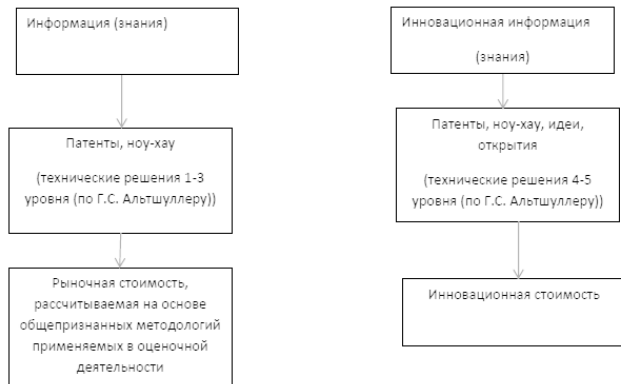 Информация (знания)
Патенты, ноу-хау
(технические решения 1-3
уровня (по Г.С. Альтшуллеру))
Рыночная стоимость,
рассчитываемая на основе
общепризнанных методологий
применяемых в оценочной
деятельности
Инновационная информация
(знания)
Патенты, ноу-хау, идеи,
открытия
(технические решения 4-5
уровня (по Г.С. Альтшуллеру))
Инновационная стоимость